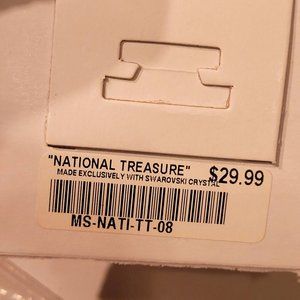 "NATIONAL TREASURE" $29.99
MADE EXCLUSIVELY WITH SWAROVSKI CRYSTAL
MS-NATI-TT-08